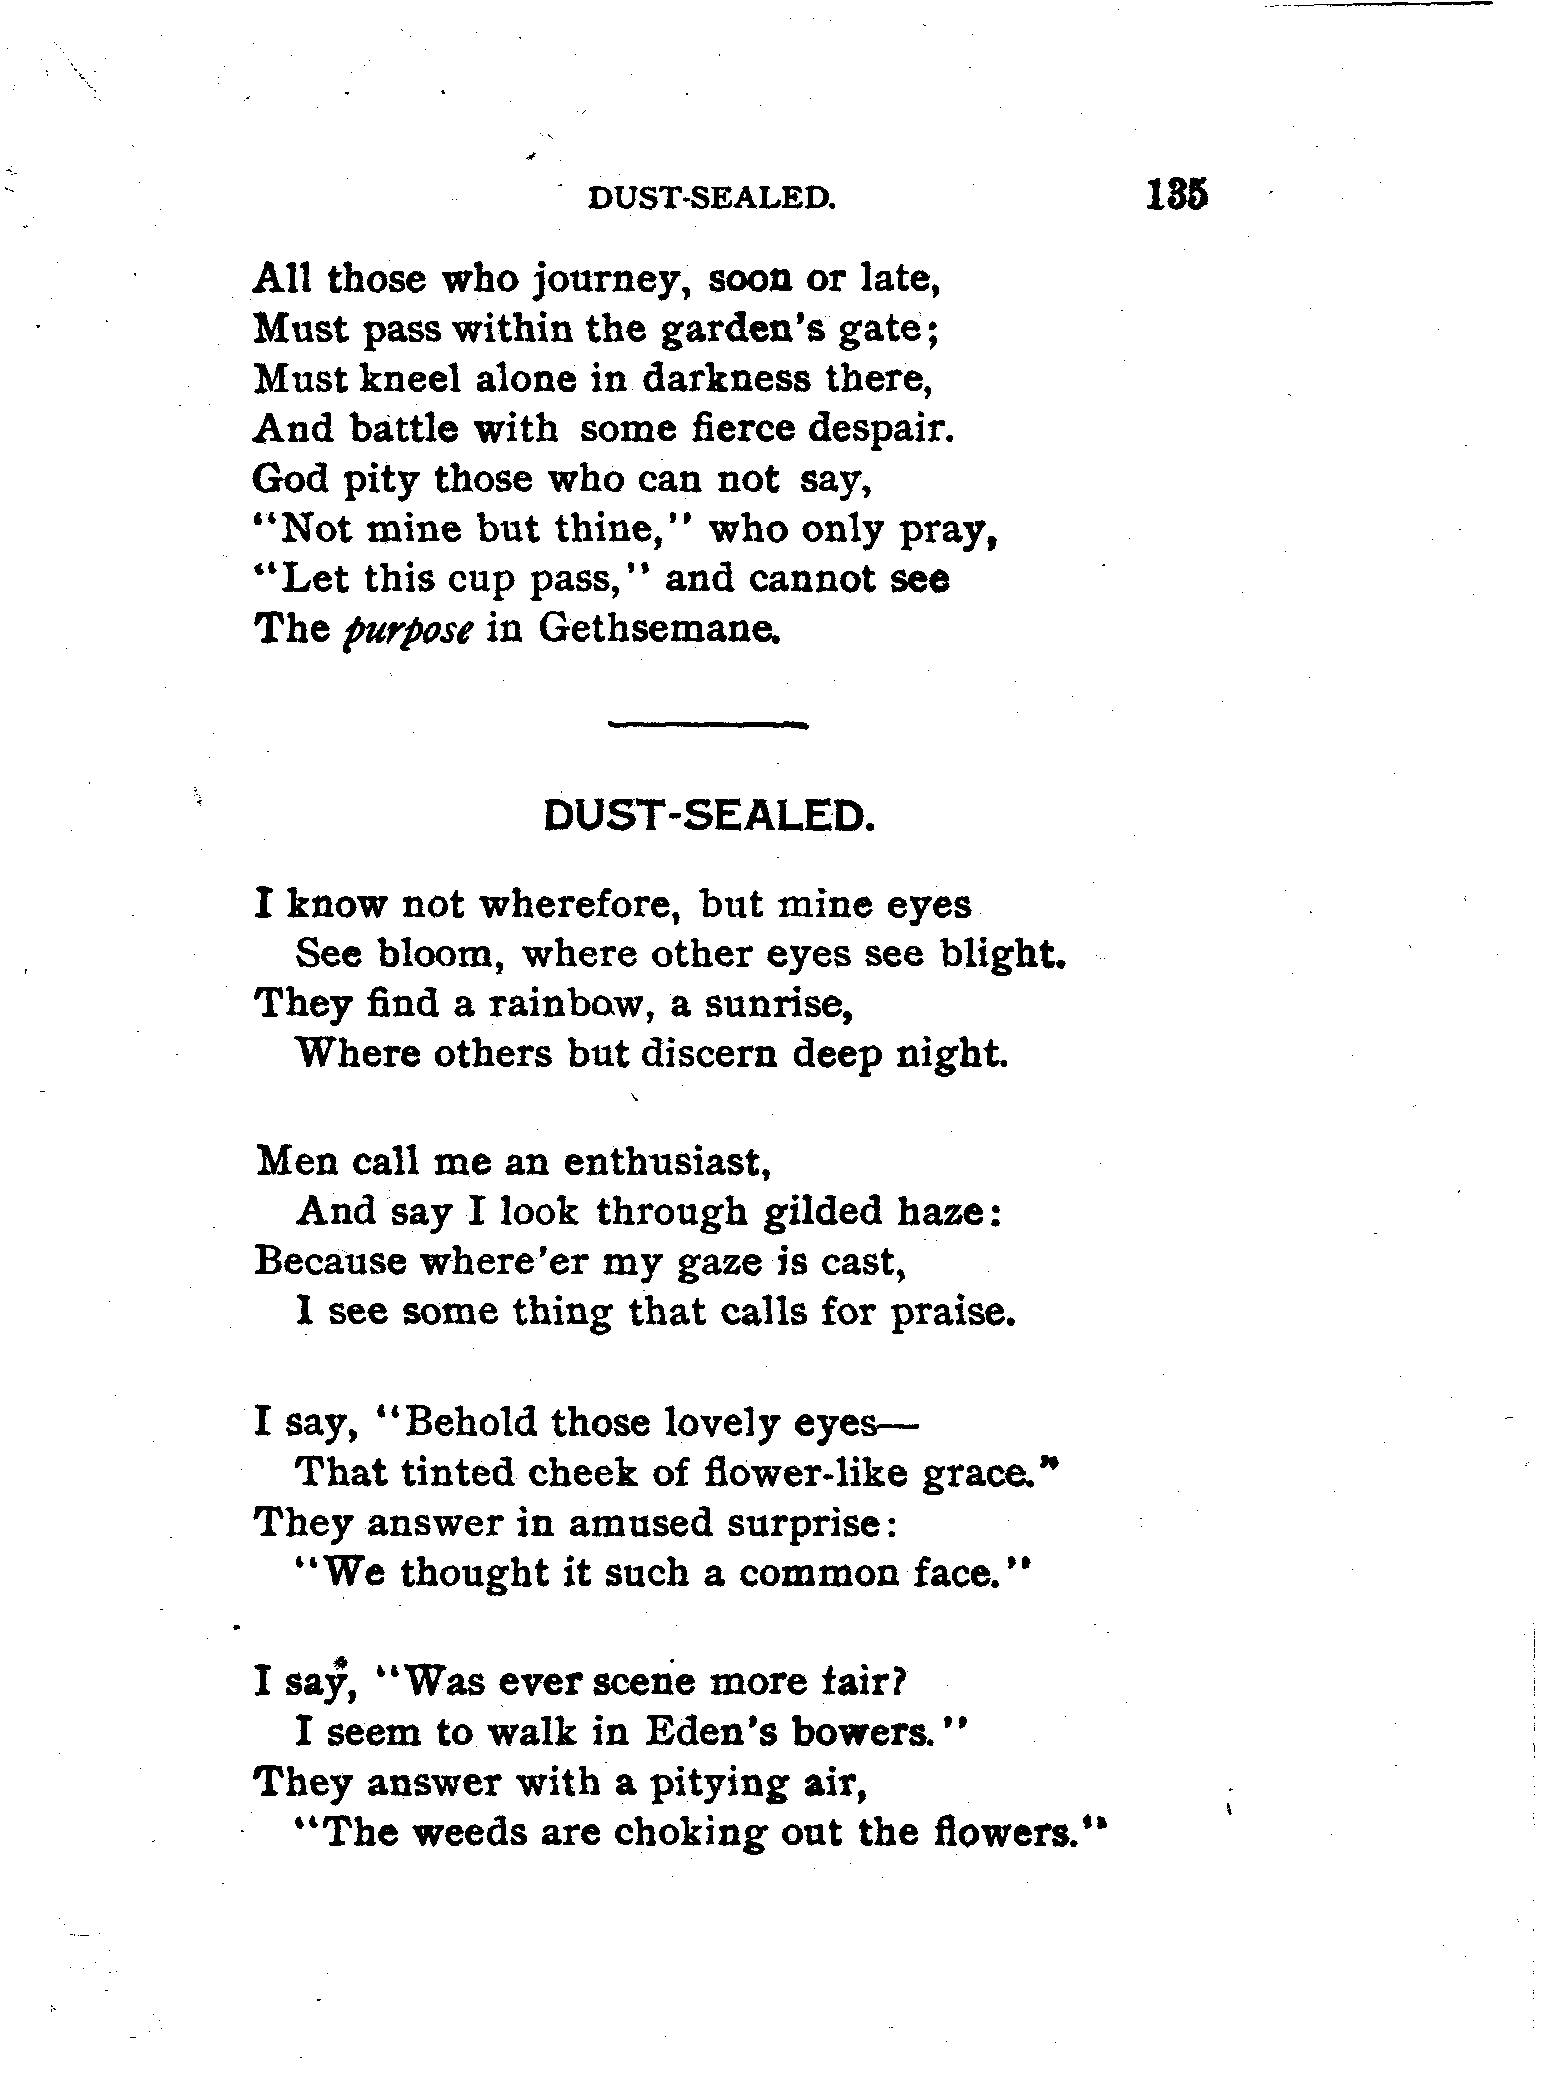 DUST-SEALED. 135
All those who journey, soon or late,
Must pass within the garden's gate;
Must kneel alone in darkness there,
And battle with some fierce despair.
God pity those who can not say,
"Not mine but thine," who only pray,
"Let this cup pass," and cannot see
The purpose in Gethsemane.
DUST-SEALED.
I know not wherefore, but mine eyes
See bloom, where other eyes see blight.
They find a rainbow, a sunrise,
Where others but discern deep night.
Men call me an enthusiast,
And say I look through gilded haze:
Because where'er my gaze is cast,
I see some thing that calls for praise.
I say, "Behold those lovely eyes—
That tinted cheek of flower-like grace."
They answer in amused surprise:
"We thought it such a common face."
I say, "Was ever scene more fair?
I seem to walk in Eden's bowers."
They answer with a pitying air,
"The weeds are choking out the flowers."